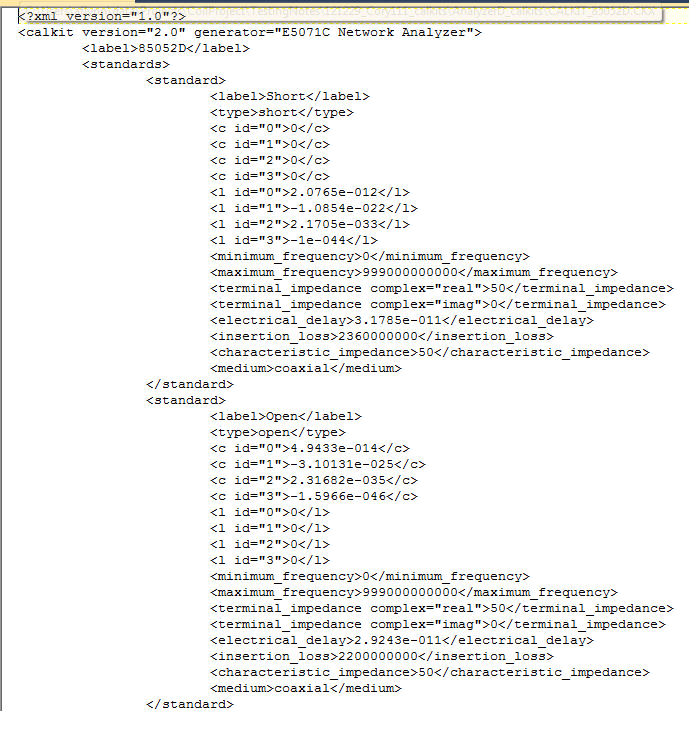 <?xml version="1.0"?>
<calkit version="2.0" generator="E5071C Network Analyzer">
<label>85052D</label>
<standards>
<standard>
<label>Short</label>
<type>short</type>
<c id="0">0</c>
<c id="1">0</c>
<c id="2">0</c>
<c id="3">0</c>
<l id="0">2.0765e-012</l>
<l id="1">-1.0854e-022</l>
<l id="2">2.1705e-033</l>
<l id="3">-1e-044</l>
<minimum_frequency>0</minimum_frequency>
<maximum_frequency>999000000000</maximum_frequency>
<terminal_impedance complex="real">50</terminal_impedance>
<terminal_impedance complex="imag">0</terminal_impedance>
<electrical_delay>3.1785e-011</electrical_delay>
<insertion_loss>2360000000</insertion_loss>
<characteristic_impedance>50</characteristic_impedance>
<medium>coaxial</medium>
</standard>
<standard>
<label>Open</label>
<type>open</type>
<c id="0">4.9433e-014</c>
<c id="1">-3.10131e-025</c>
<c id="2">2.31682e-035</c>
<c id="3">-1.5966e-046</c>
<l id="0">0</l>
<l id="1">0</l>
<l id="2">0</l>
<l id="3">0</l>
<minimum_frequency>0</minimum_frequency>
<maximum_frequency>999000000000</maximum_frequency>
<terminal_impedance complex="real">50</terminal_impedance>
<terminal_impedance complex="imag">0</terminal_impedance>
<electrical_delay>2.9243e-011</electrical_delay>
<insertion_loss>2200000000</insertion_loss>
<characteristic_impedance>50</characteristic_impedance>
<medium>coaxial</medium>
</standard>